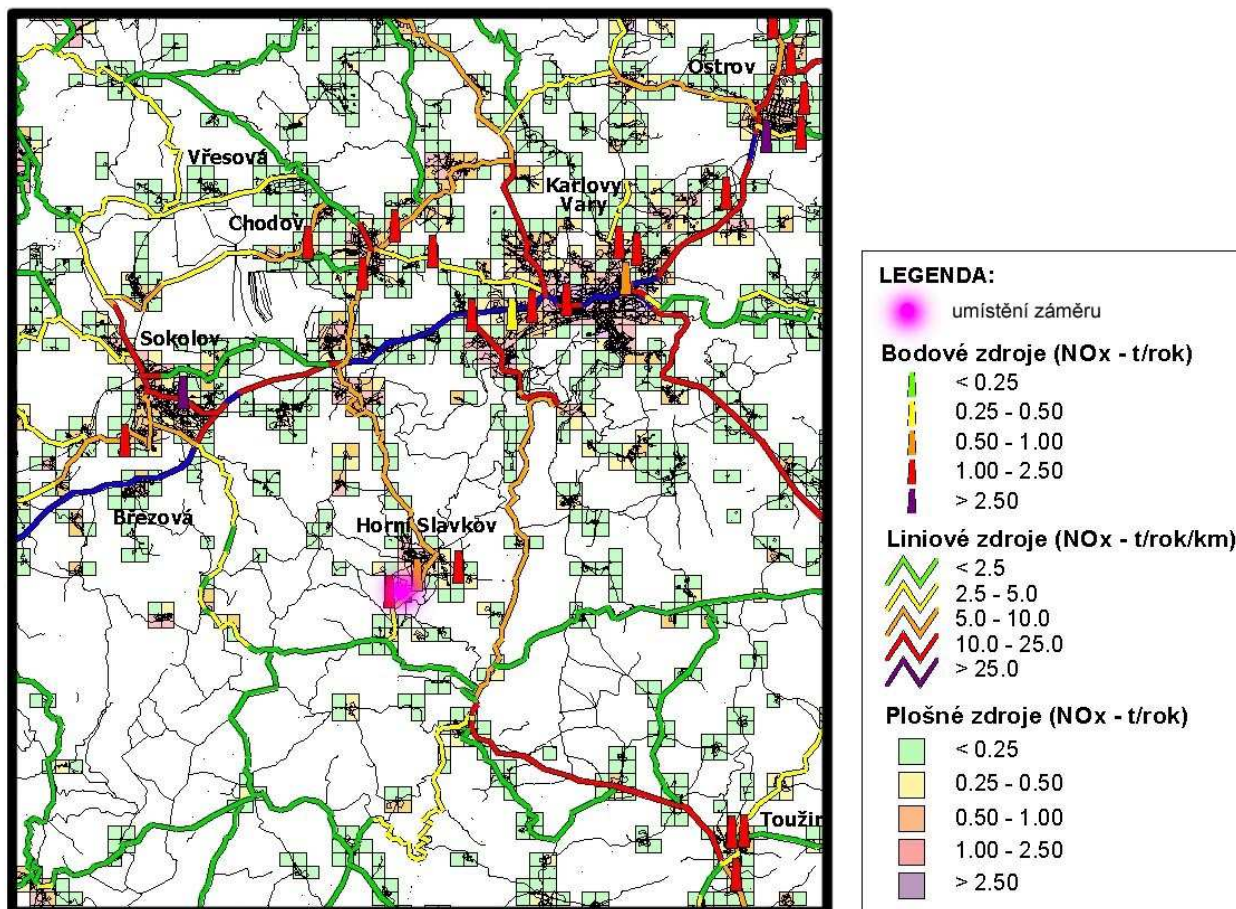 Ostrov
Vřesová
Karlovy
Vary
Chodov
Sokolov
Březová
Horní Slavkov
Toužim
LEGENDA:
umístění záměru
Bodové zdroje (NOx - t/rok)
< 0.25
0.25 - 0.50
0.50 - 1.00
1.00 - 2.50
> 2.50
Liniové zdroje (NOx - t/rok/km)
< 2.5
2.5 - 5.0
5.0 - 10.0
10.0 - 25.0
> 25.0
Plošné zdroje (NOx - t/rok)
< 0.25
0.25 - 0.50
0.50 - 1.00
1.00 - 2.50
> 2.50